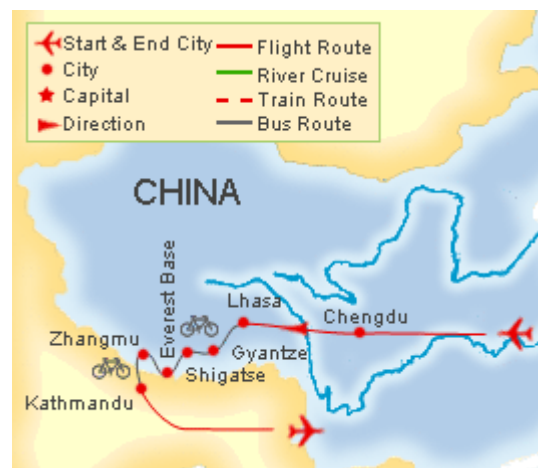 Start & End City
City
Capital
Direction
Flight Route
River Cruise
Train Route
Bus Route
CHINA
Everest Base
Lhasa
Chengdu
Zhangmu
Gyantze
Shigatse
Kathmandu